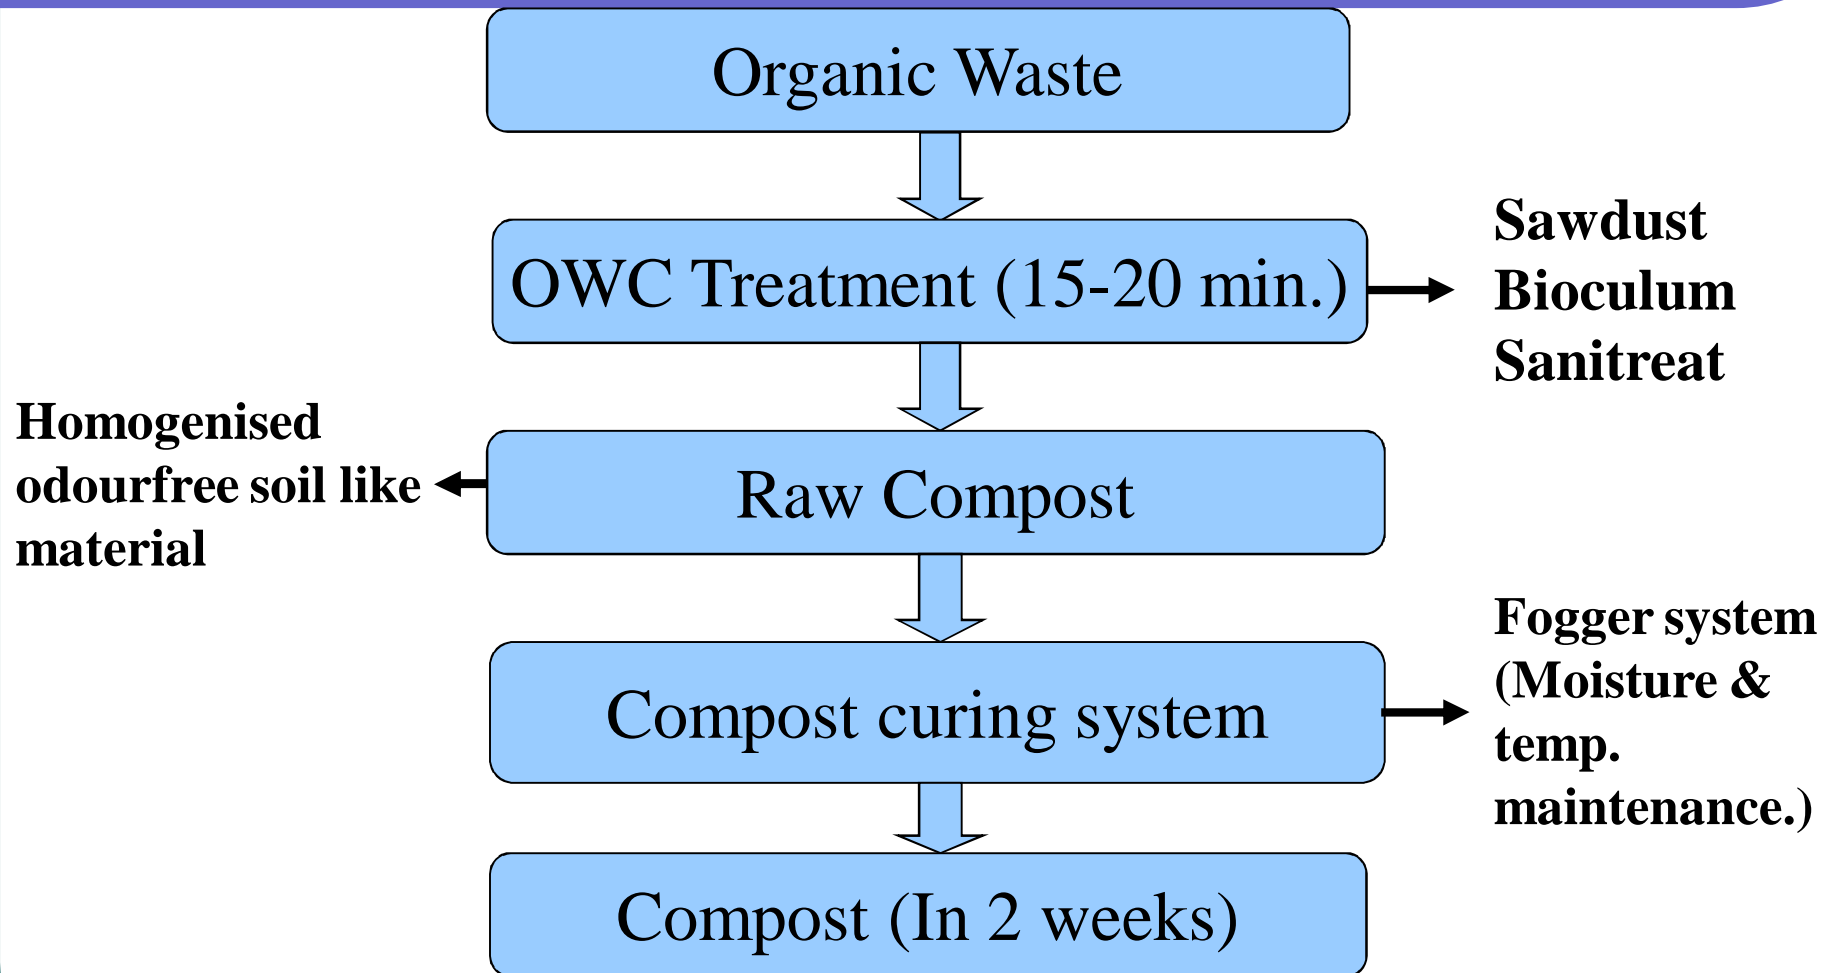 Organic Waste
OWC Treatment (15-20 min.)
Sawdust
Bioculum
Sanitreat
Homogenised
odourfree soil like
material
Raw Compost
Compost curing system
Fogger system
(Moisture &
temp.
maintenance.)
Compost (In 2 weeks)